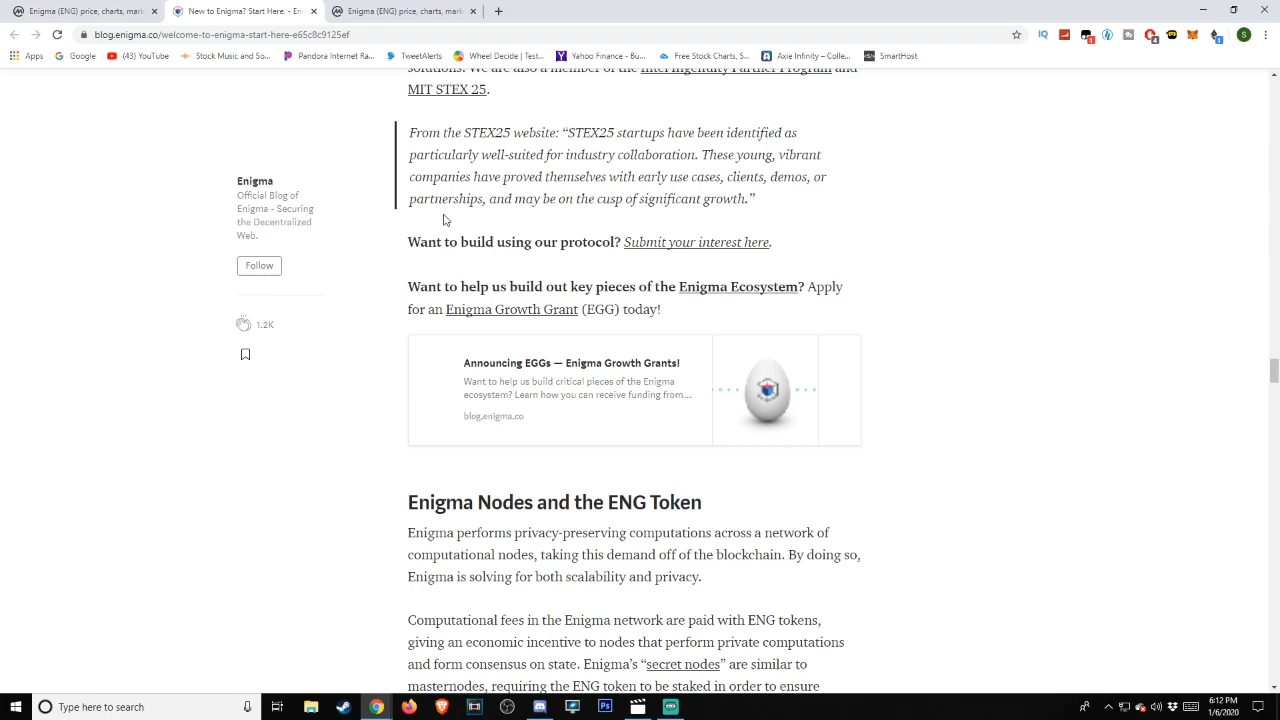 Enigma (ENG) price, charts, mark
New to Enigma? Start Here. - En
Enigma (ENG) price, charts, mark
blog.enigma.co/welcome-to-enigma-start-here-e65c8c9125ef
Apps
Google
(43) YouTube
Stock Music and So...
Pandora Internet Ra...
TweetAlerts
Wheel Decide | Test...
Yahoo Finance - Bu...
Free Stock Charts, S...
Axie Infinity – Colle...
SmartHost
solutions. We are also a member of the Intel Ingenuity Partner Program and
MIT STEX 25.
From the STEX25 website: “STEX25 startups have been identified as
particularly well-suited for industry collaboration. These young, vibrant
companies have proved themselves with early use cases, clients, demos, or
partnerships, and may be on the cusp of significant growth.”
Enigma
Official Blog of
Enigma - Securing
the Decentralized
Web.
Follow
1.2K
Want to build using our protocol? Submit your interest here.
Want to help us build out key pieces of the Enigma Ecosystem? Apply
for an Enigma Growth Grant (EGG) today!
Announcing EGGs — Enigma Growth Grants!
Want to help us build critical pieces of the Enigma
ecosystem? Learn how you can receive funding from...
blog.enigma.co
Enigma Nodes and the ENG Token
Enigma performs privacy-preserving computations across a network of
computational nodes, taking this demand off of the blockchain. By doing so,
Enigma is solving for both scalability and privacy.
Computational fees in the Enigma network are paid with ENG tokens,
giving an economic incentive to nodes that perform private computations
and form consensus on state. Enigma’s “secret nodes” are similar to
masternodes, requiring the ENG token to be staked in order to ensure
Type here to search
6:12 PM
1/6/2020